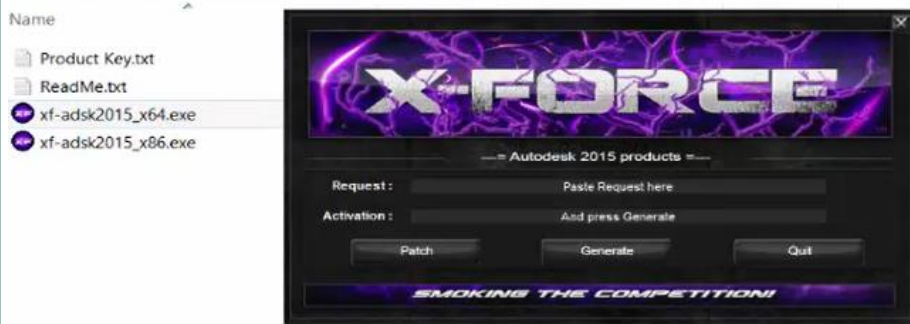 Name
Product Key.txt
ReadMe.txt
xf-adsk2015_x64.exe
xf-adsk2015_x86.exe
X-FORCE
---= Autodesk 2015 products =---
Request : Paste Request here
Activation : And press Generate
Patch Generate Quit
SMOKING THE COMPETITION!